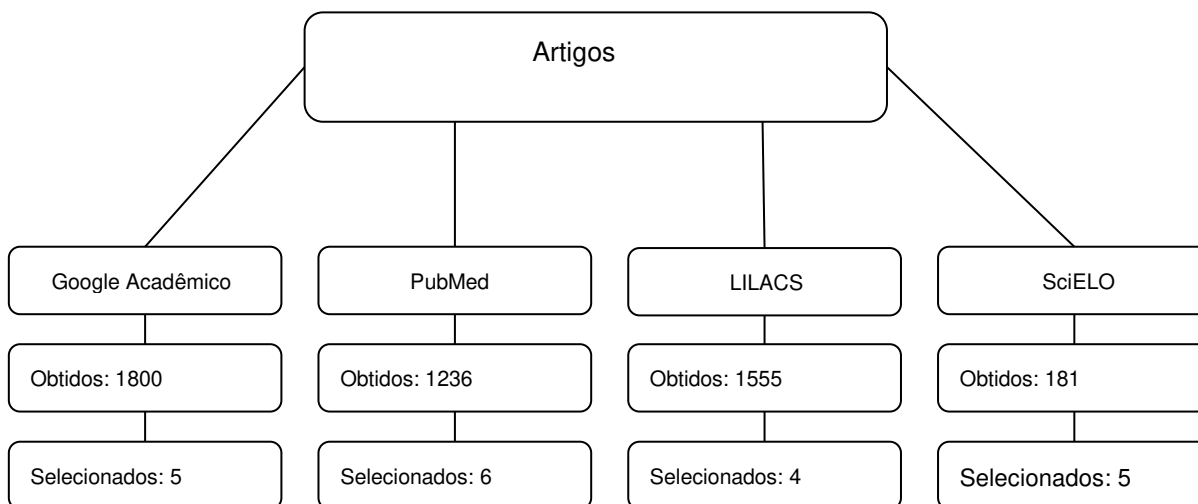 Artigos
Google Acadêmico
PubMed
LILACS
SciELO
Obtidos: 1800
Obtidos: 1236
Obtidos: 1555
Obtidos: 181
Selecionados: 5
Selecionados: 6
Selecionados: 4
Selecionados: 5